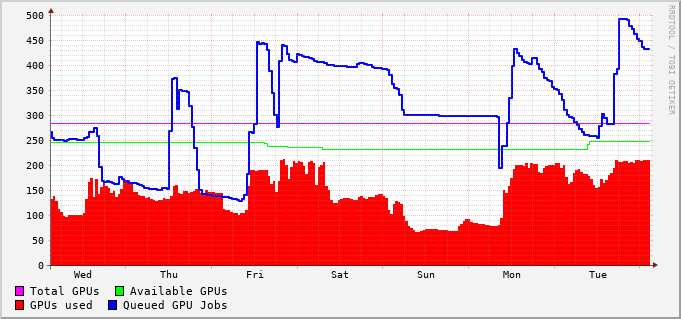 500
450
400
350
300
250
200
150
100
50
0
Wed Thu Fri Sat Sun Mon Tue
Total GPUs Available GPUs
GPUs used Queued GPU Jobs
RRDTOOL / TOBI OETIKER